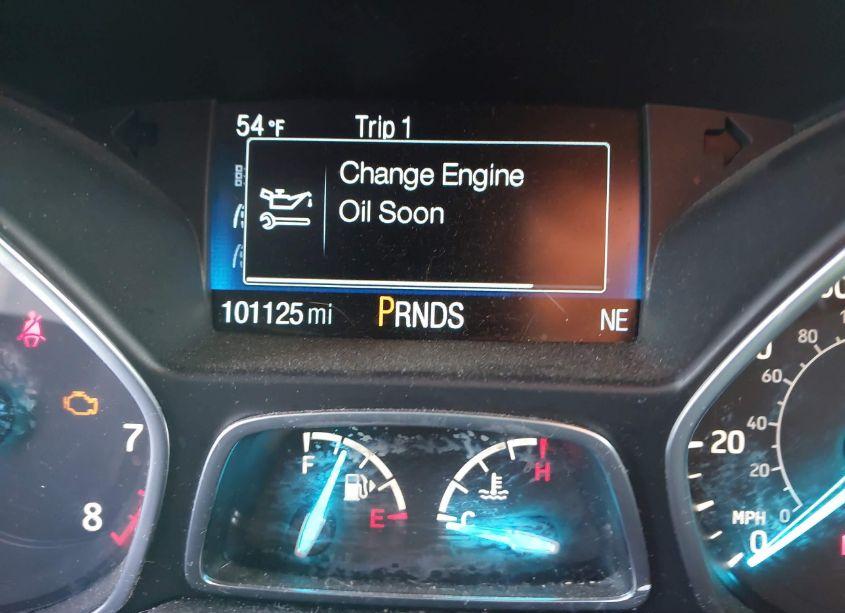 54°F Trip 1
Change Engine
Oil Soon
101125 mi PRNDS NE
7
8
F
E
H
C
80
60
40
20
0
20
MPH
0